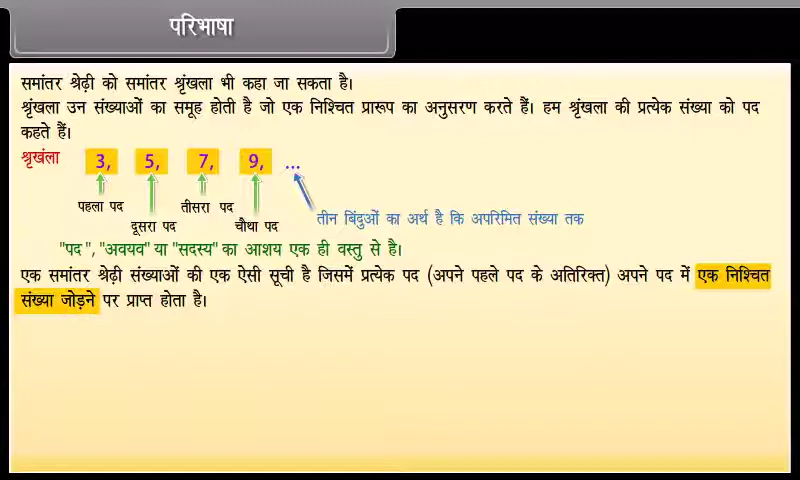 परिभाषा
समांतर श्रेढ़ी को समांतर श्रृंखला भी कहा जा सकता है।
श्रृंखला उन संख्याओं का समूह होती है जो एक निश्चित प्रारूप का अनुसरण करते हैं। हम श्रृंखला की प्रत्येक संख्या को पद
कहते हैं।
श्रृखंला 3, 5, 7, 9, ...
पहला पद दूसरा पद तीसरा पद चौथा पद
तीन बिंदुओं का अर्थ है कि अपरिमित संख्या तक
"पद", "अवयव" या "सदस्य" का आशय एक ही वस्तु से है।
एक समांतर श्रेढ़ी संख्याओं की एक ऐसी सूची है जिसमें प्रत्येक पद (अपने पहले पद के अतिरिक्त) अपने पद में एक निश्चित
संख्या जोड़ने पर प्राप्त होता है।